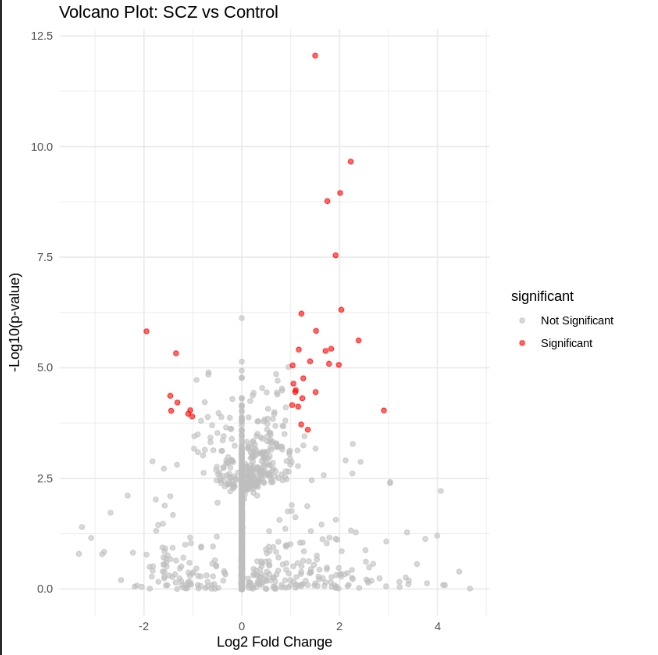 Volcano Plot: SCZ vs Control
12.5
10.0
7.5
5.0
2.5
0.0
-Log10(p-value)
-2
0
2
4
Log2 Fold Change
significant
Not Significant
Significant